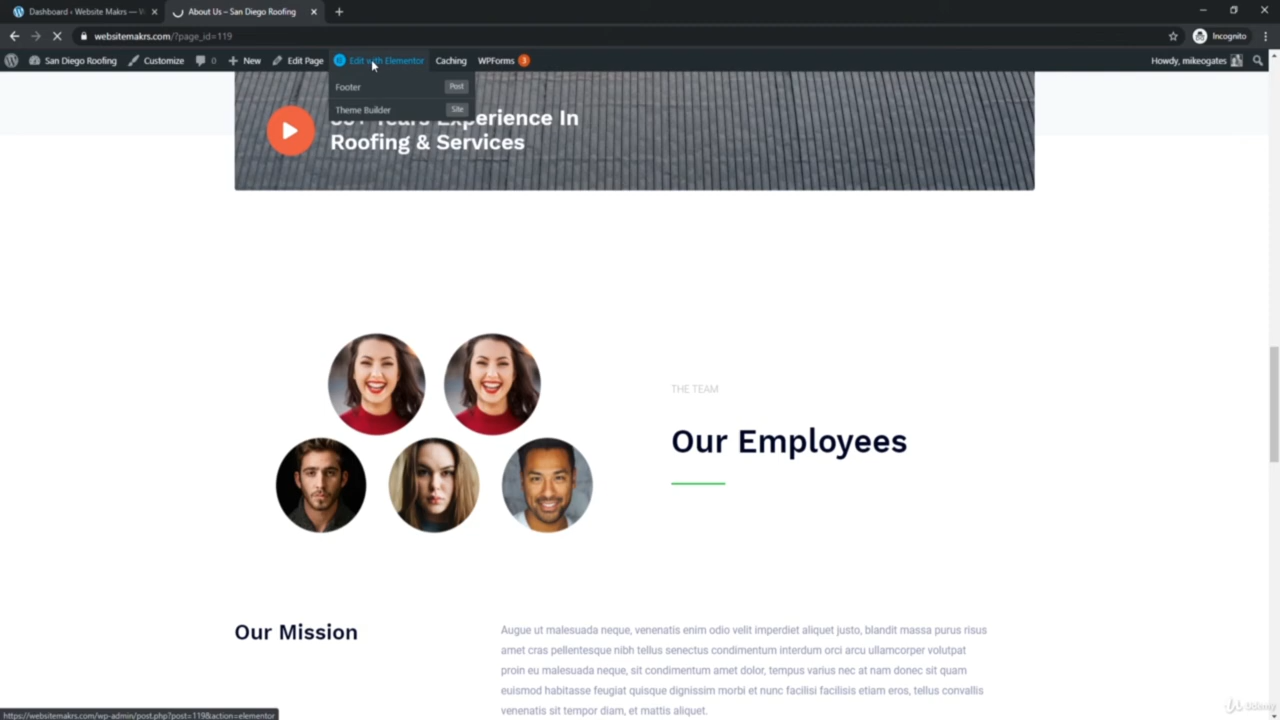 Dashboard ‹ Website Makrs — W
About Us – San Diego Roofing
websitemakrs.com/?page_id=119
Incognito
San Diego Roofing
Customize
0
New
Edit Page
Edit with Elementor
Caching
WPForms 3
Howdy, mikeogates
Footer Post
Theme Builder Site
Experience In
Roofing & Services
THE TEAM
Our Employees
Our Mission
Augue ut malesuada neque, venenatis enim odio velit imperdiet aliquet justo, blandit massa purus risus
amet cras pellentesque nibh tellus senectus condimentum interdum orci arcu ullamcorper volutpat
proin eu malesuada neque, sit condimentum amet dolor, tempus varius nec at nam donec sit quam
euismod habitasse feugiat quisque dignissim morbi et nunc facilisi facilisis etiam eros, tellus convallis
venenatis sit tempor diam, et mattis aliquet.
https://websitemakrs.com/wp-admin/post.php?post=119&action=elementor
Udemy